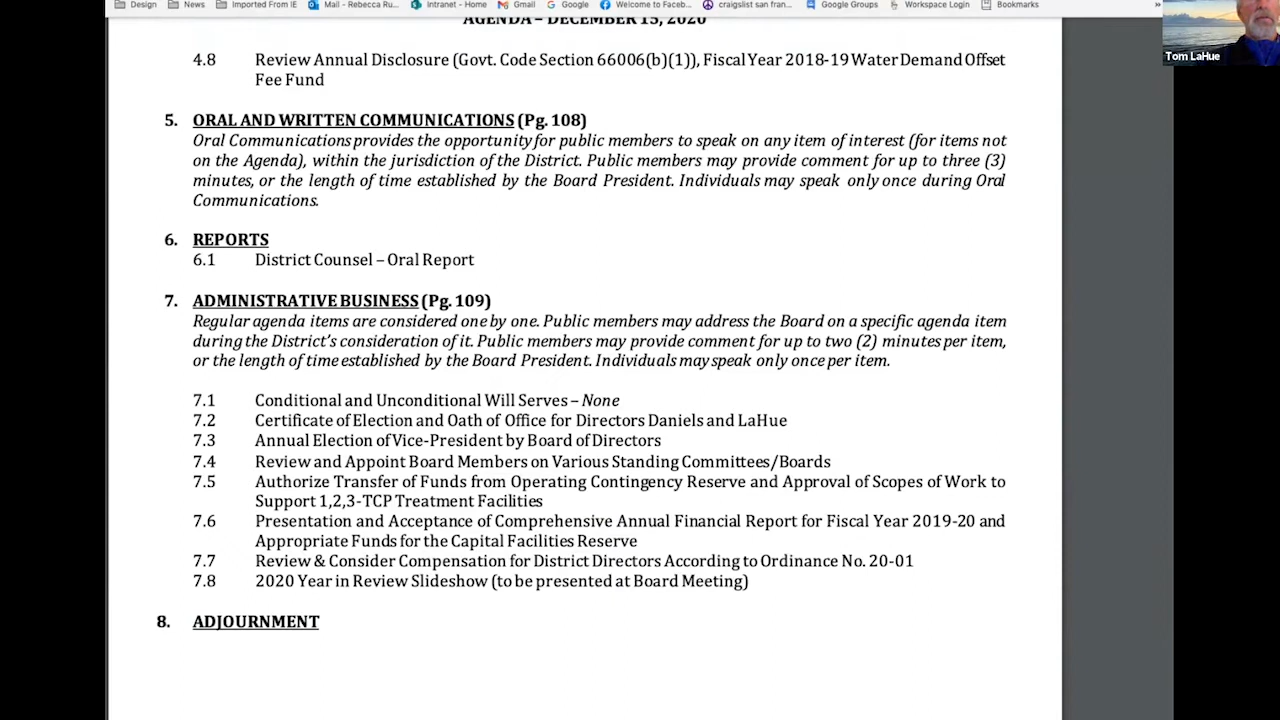 Design News Imported From IE Mail - Rebecca Ru... Intranet - Home Gmail Google Welcome to Faceb... craigslist san fran... Google Groups Workspace Login Bookmarks »
AGENDA – DECEMBER 15, 2020
Tom LaHue
4.8 Review Annual Disclosure (Govt. Code Section 66006(b)(1)), Fiscal Year 2018-19 Water Demand Offset
Fee Fund
5. ORAL AND WRITTEN COMMUNICATIONS (Pg. 108)
Oral Communications provides the opportunity for public members to speak on any item of interest (for items not
on the Agenda), within the jurisdiction of the District. Public members may provide comment for up to three (3)
minutes, or the length of time established by the Board President. Individuals may speak only once during Oral
Communications.
6. REPORTS
6.1 District Counsel – Oral Report
7. ADMINISTRATIVE BUSINESS (Pg. 109)
Regular agenda items are considered one by one. Public members may address the Board on a specific agenda item
during the District's consideration of it. Public members may provide comment for up to two (2) minutes per item,
or the length of time established by the Board President. Individuals may speak only once per item.
7.1 Conditional and Unconditional Will Serves – None
7.2 Certificate of Election and Oath of Office for Directors Daniels and LaHue
7.3 Annual Election of Vice-President by Board of Directors
7.4 Review and Appoint Board Members on Various Standing Committees/Boards
7.5 Authorize Transfer of Funds from Operating Contingency Reserve and Approval of Scopes of Work to
Support 1,2,3-TCP Treatment Facilities
7.6 Presentation and Acceptance of Comprehensive Annual Financial Report for Fiscal Year 2019-20 and
Appropriate Funds for the Capital Facilities Reserve
7.7 Review & Consider Compensation for District Directors According to Ordinance No. 20-01
7.8 2020 Year in Review Slideshow (to be presented at Board Meeting)
8. ADJOURNMENT